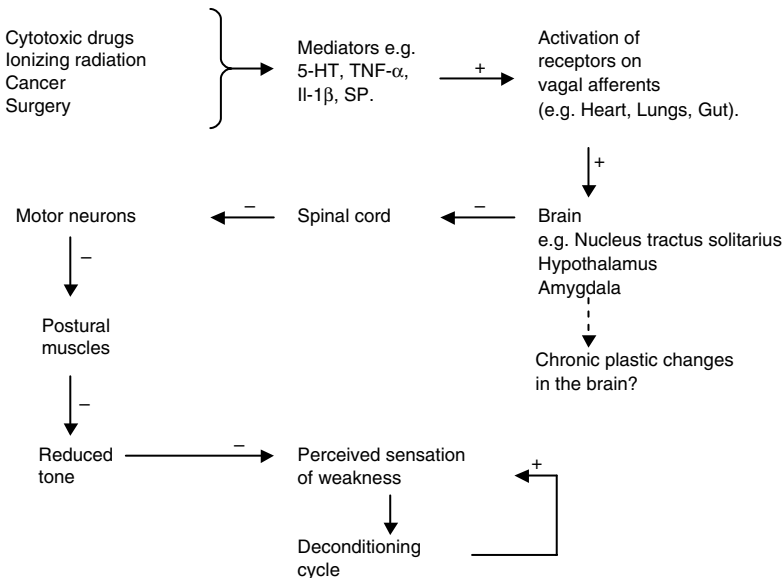 Cytotoxic drugs
Ionizing radiation
Cancer
Surgery
Mediators e.g.
5-HT, TNF-α,
Il-1β, SP.
+
Activation of
receptors on
vagal afferents
(e.g. Heart, Lungs, Gut).
+
Motor neurons
–
Spinal cord
–
Brain
e.g. Nucleus tractus solitarius
Hypothalamus
Amygdala
–
Postural
muscles
Chronic plastic changes
in the brain?
–
Reduced
tone
–
Perceived sensation
of weakness
+
Deconditioning
cycle